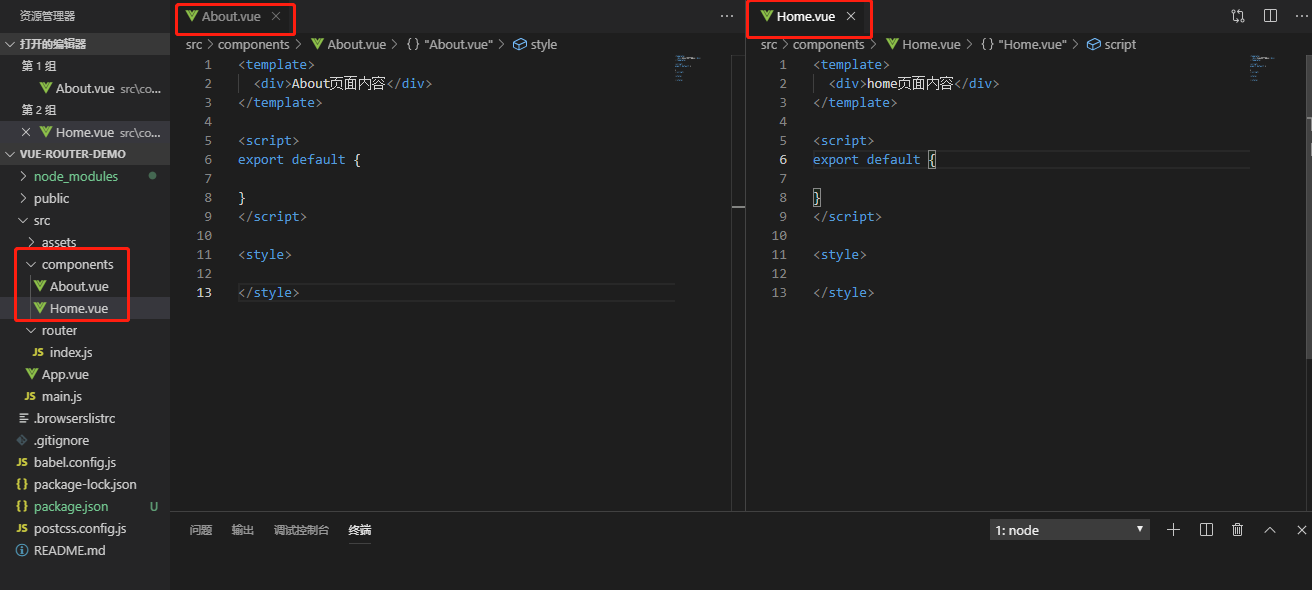 资源管理器
打开的编辑器
第 1 组
About.vue src\co...
第 2 组
Home.vue src\co...
VUE-ROUTER-DEMO
node_modules
public
src
assets
components
About.vue
Home.vue
router
JS index.js
App.vue
JS main.js
.browserslistrc
.gitignore
JS babel.config.js
{} package-lock.json
{} package.json U
JS postcss.config.js
README.md
About.vue
src > components > About.vue > {} "About.vue" > style
1 <template>
2 <div>About页面内容</div>
3 </template>
4
5 <script>
6 export default {
7
8 }
9 </script>
10
11 <style>
12
13 </style>
Home.vue
src > components > Home.vue > {} "Home.vue" > script
1 <template>
2 <div>home页面内容</div>
3 </template>
4
5 <script>
6 export default {
7
8 }
9 </script>
10
11 <style>
12
13 </style>
问题 输出 调试控制台 终端
1: node